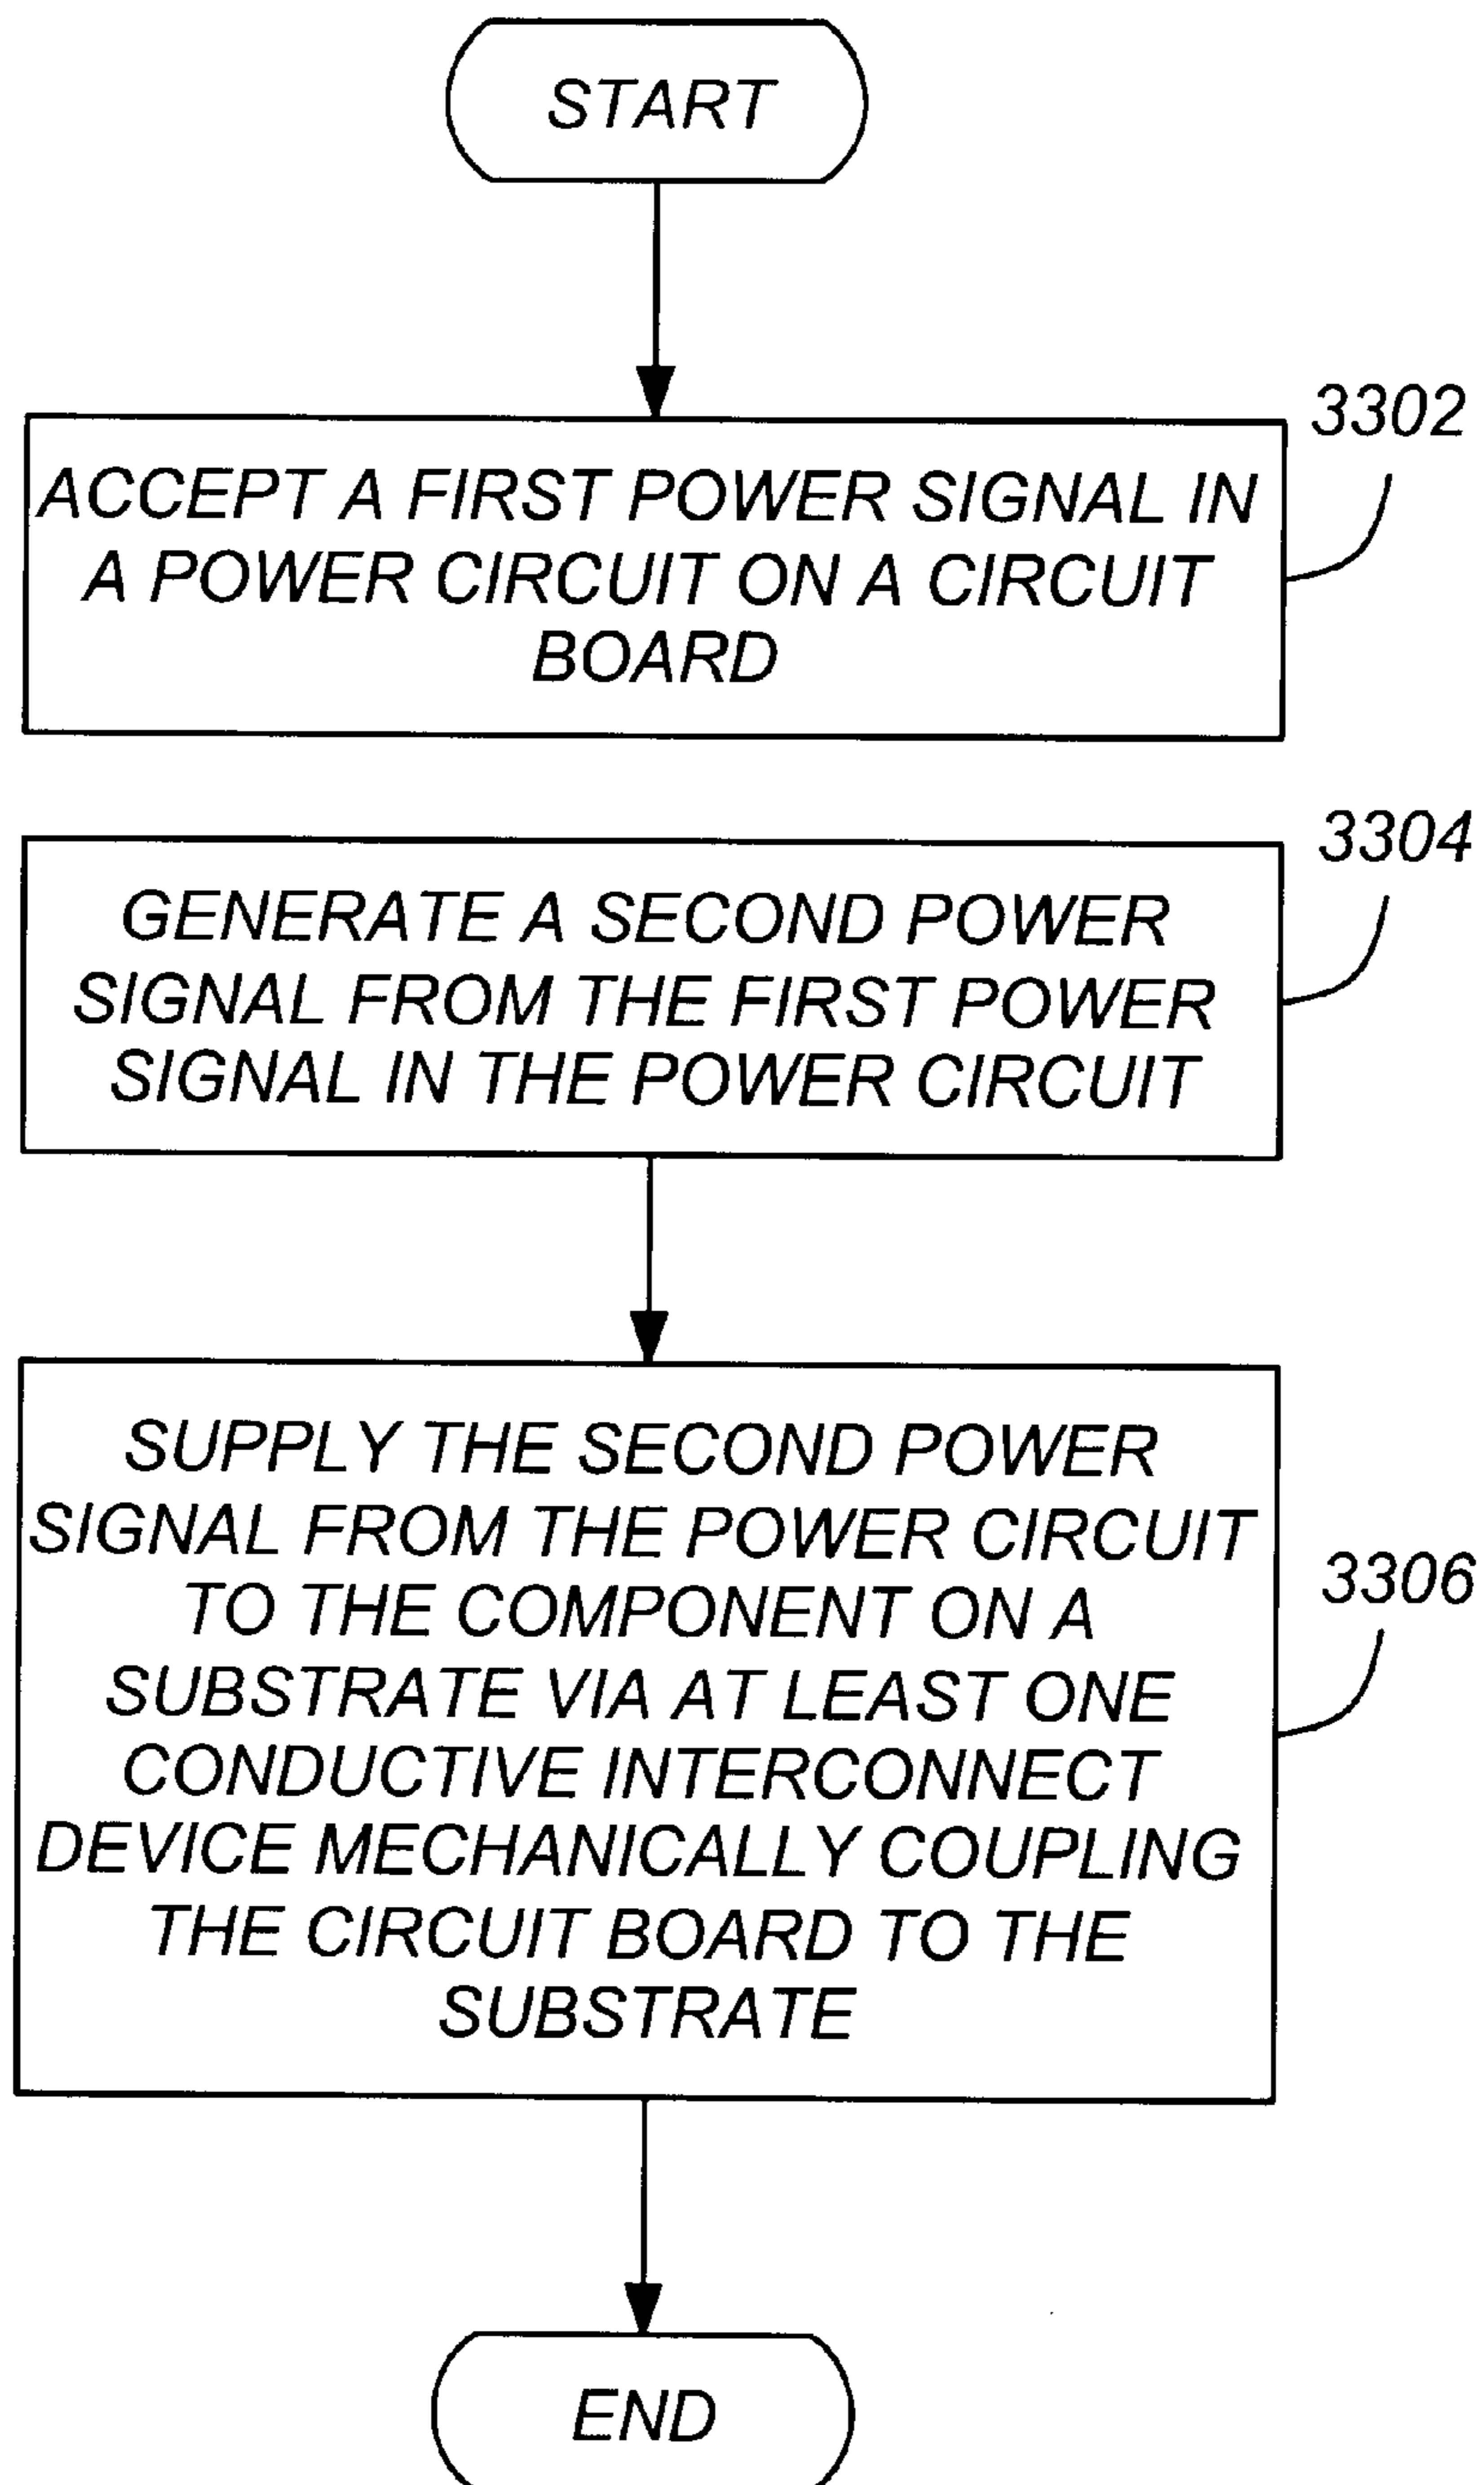 START
3302
ACCEPT A FIRST POWER SIGNAL IN
A POWER CIRCUIT ON A CIRCUIT
BOARD
3304
GENERATE A SECOND POWER
SIGNAL FROM THE FIRST POWER
SIGNAL IN THE POWER CIRCUIT
SUPPLY THE SECOND POWER
SIGNAL FROM THE POWER CIRCUIT
3306
TO THE COMPONENT ON A
SUBSTRATE VIA AT LEAST ONE
CONDUCTIVE INTERCONNECT
DEVICE MECHANICALLY COUPLING
THE CIRCUIT BOARD TO THE
SUBSTRATE
END